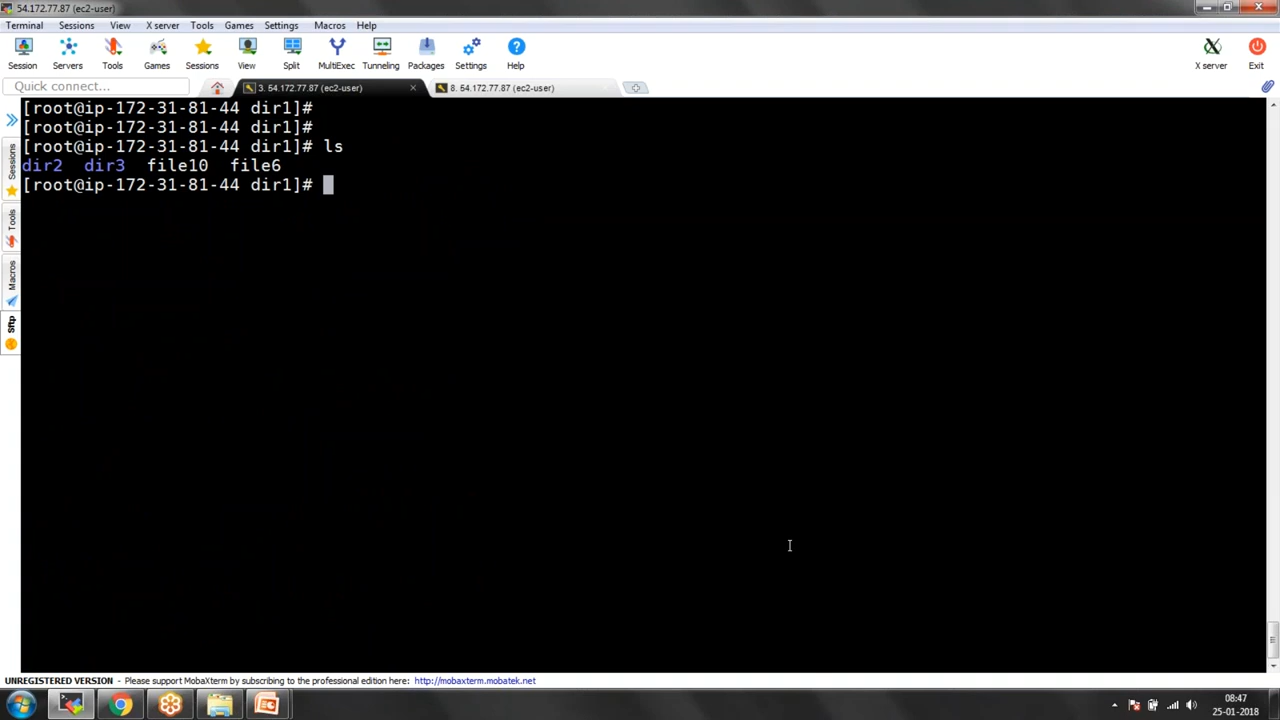 54.172.77.87 (ec2-user)
Terminal Sessions View X server Tools Games Settings Macros Help
Session Servers Tools Games Sessions View Split MultiExec Tunneling Packages Settings Help X server Exit
Quick connect... 3. 54.172.77.87 (ec2-user) 8. 54.172.77.87 (ec2-user)
[root@ip-172-31-81-44 dir1]#
[root@ip-172-31-81-44 dir1]#
[root@ip-172-31-81-44 dir1]# ls
dir2 dir3 file10 file6
[root@ip-172-31-81-44 dir1]#
Sessions
Tools
Macros
Sftp
UNREGISTERED VERSION - Please support MobaXterm by subscribing to the professional edition here: http://mobaxterm.mobatek.net
08:47
25-01-2018